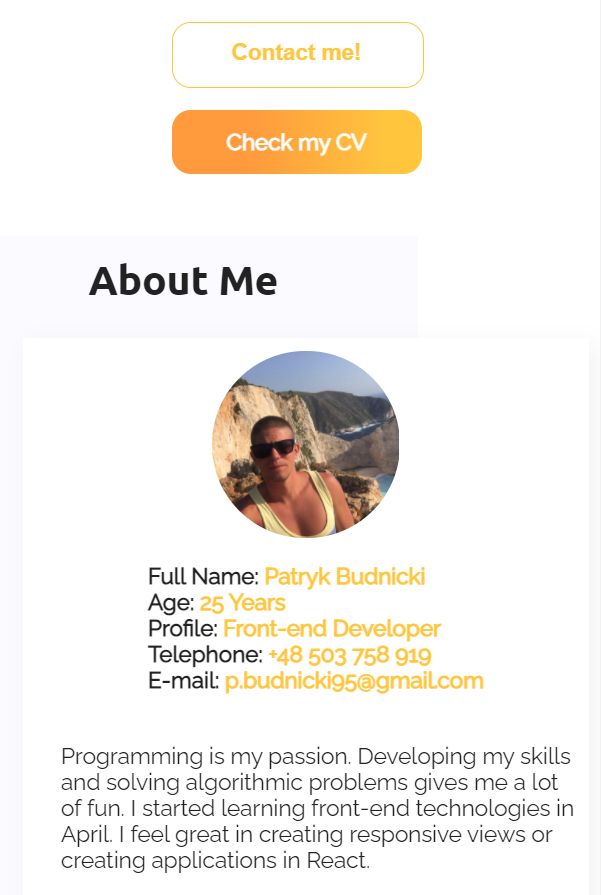 Contact me!
Check my CV
About Me
Full Name: Patryk Budnicki
Age: 25 Years
Profile: Front-end Developer
Telephone: +48 503 758 919
E-mail: p.budnicki95@gmail.com
Programming is my passion. Developing my skills
and solving algorithmic problems gives me a lot
of fun. I started learning front-end technologies in
April. I feel great in creating responsive views or
creating applications in React.